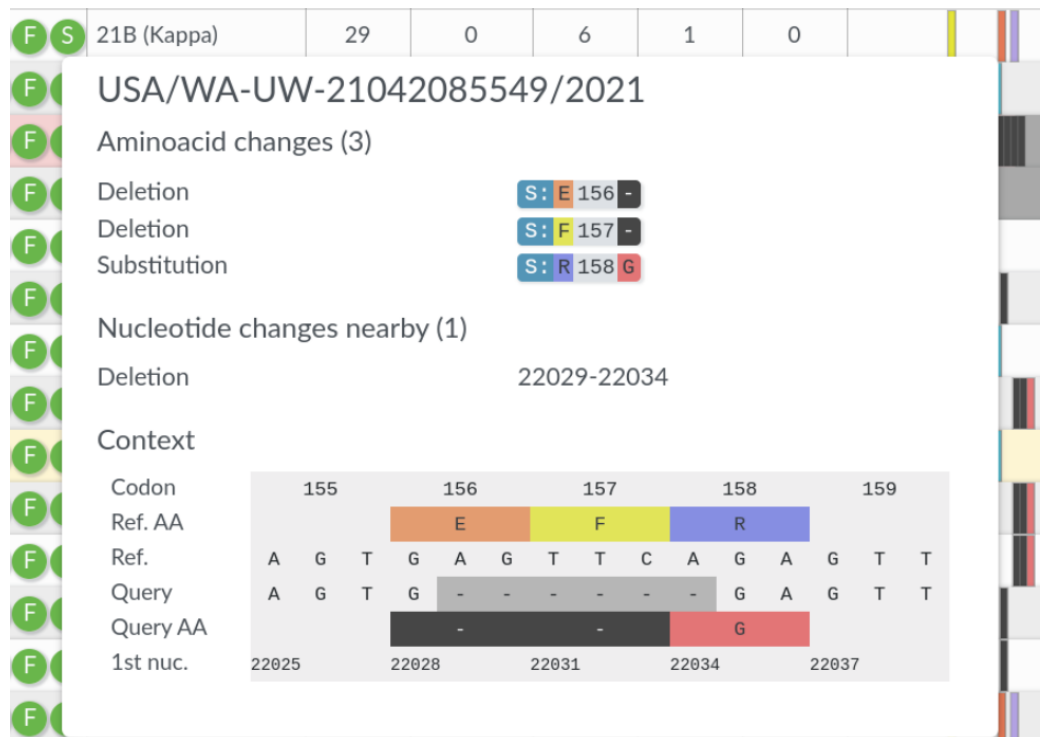 F S 21B (Kappa) 29 0 6 1 0
USA/WA-UW-21042085549/2021
F
Aminoacid changes (3)
F
Deletion S: E 156 -
F
Deletion S: F 157 -
F
Substitution S: R 158 G
F
Nucleotide changes nearby (1)
F
Deletion 22029-22034
F
Context
F
Codon 155 156 157 158 159
F
Ref. AA E F R
Ref. A G T G A G T T C A G A G T T
F
Query A G T G - - - - - - G A G T T
F
Query AA - - G
1st nuc. 22025 22028 22031 22034 22037
F
F